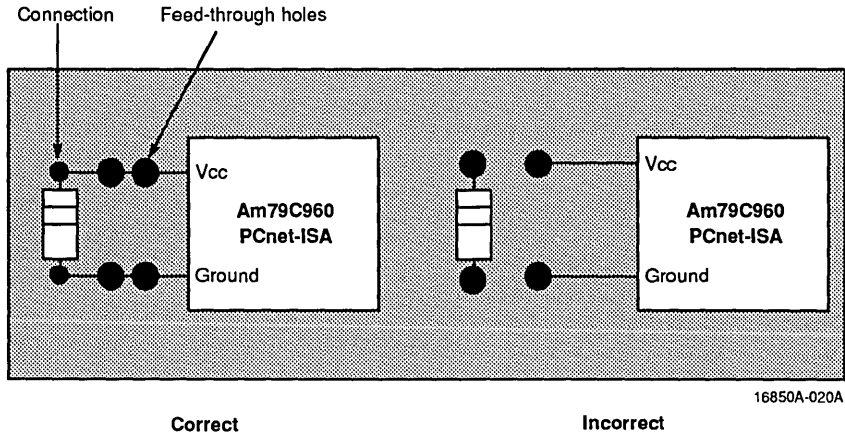 Connection
Feed-through holes
Vcc
Am79C960
PCnet-ISA
Ground
Vcc
Am79C960
PCnet-ISA
Ground
16850A-020A
Correct
Incorrect